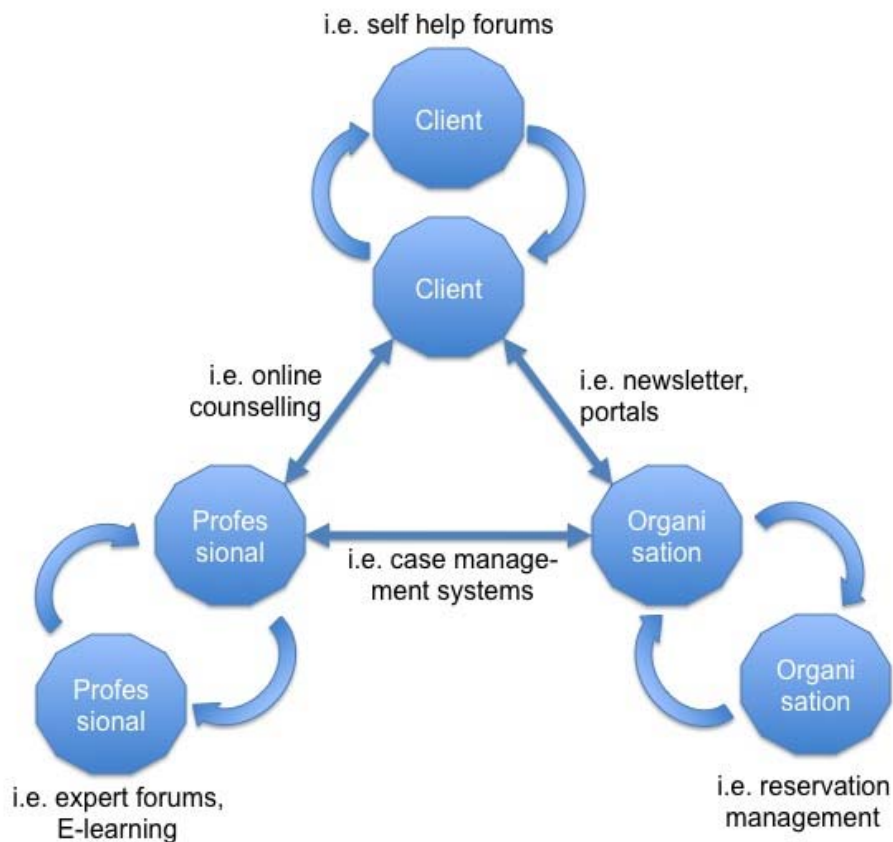 i.e. self help forums
Client
Client
i.e. online
counselling
i.e. newsletter,
portals
Profes
sional
Organi
sation
i.e. case manage-
ment systems
Profes
sional
Organi
sation
i.e. expert forums,
E-learning
i.e. reservation
management